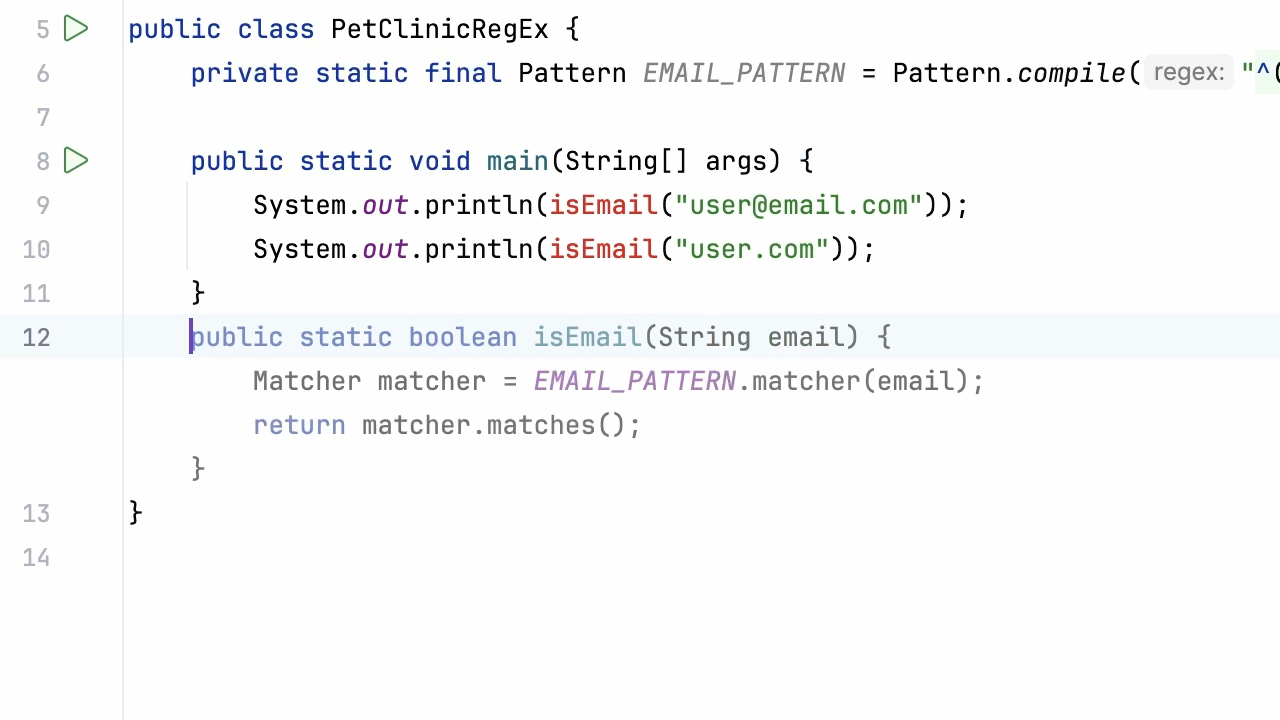 5 public class PetClinicRegEx {
6 private static final Pattern EMAIL_PATTERN = Pattern.compile( regex: "^(
7
8 public static void main(String[] args) {
9 System.out.println(isEmail("user@email.com"));
10 System.out.println(isEmail("user.com"));
11 }
12 public static boolean isEmail(String email) {
Matcher matcher = EMAIL_PATTERN.matcher(email);
return matcher.matches();
}
13 }
14